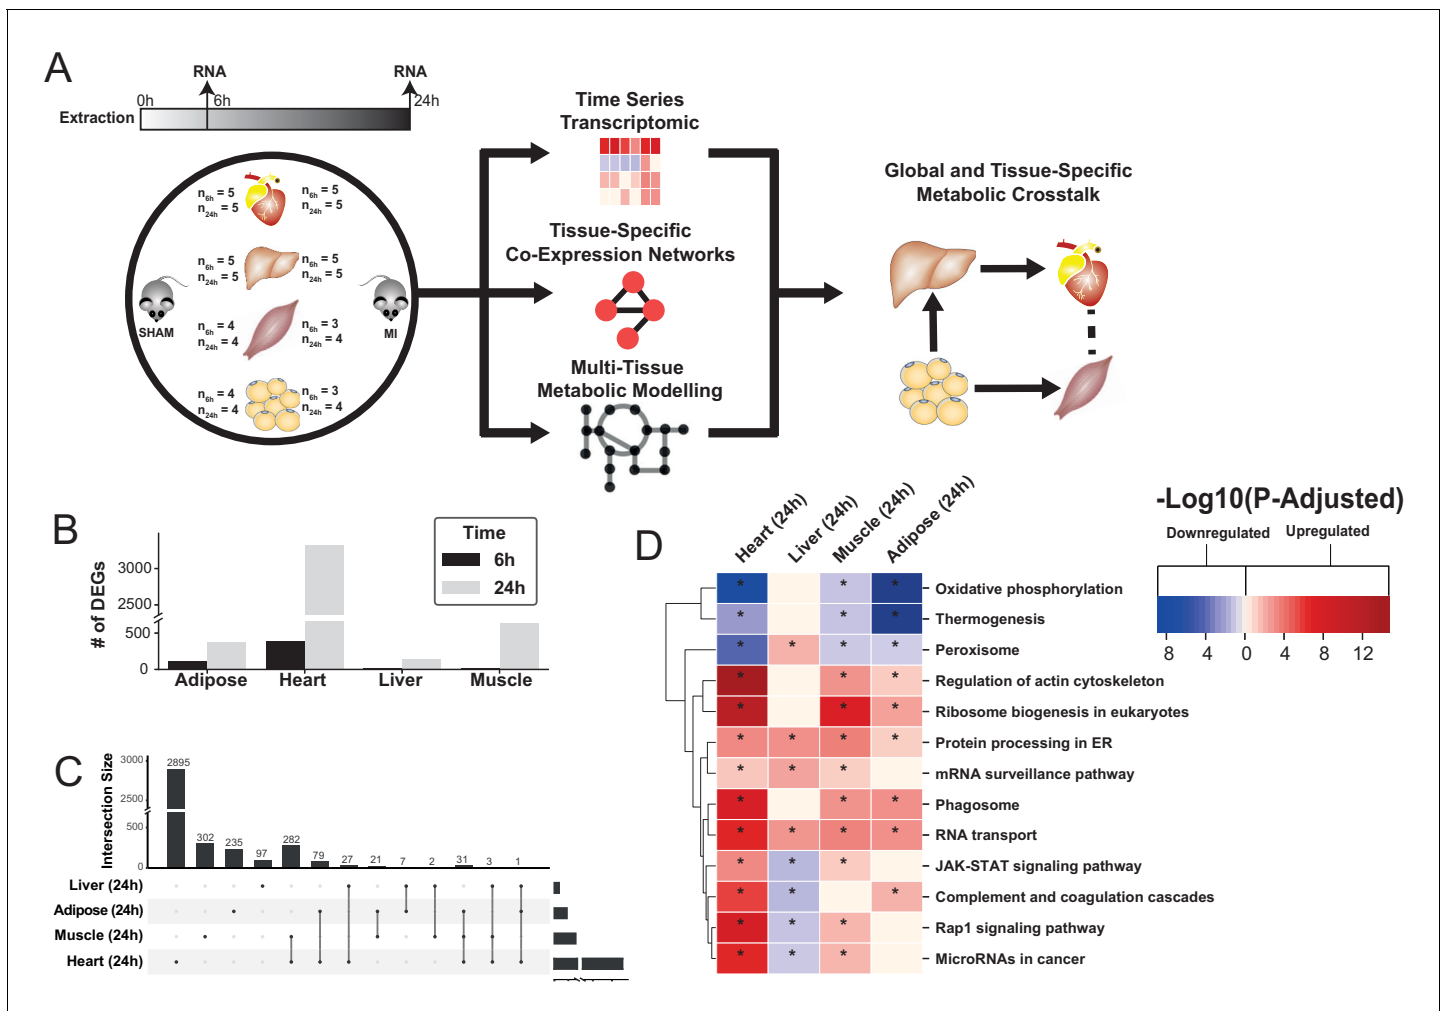 A
RNA
RNA
0h
6h
24h
Extraction
n6h = 5
n24h = 5
n6h = 5
n24h = 5
n6h = 5
n24h = 5
n6h = 5
n24h = 5
SHAM
MI
n6h = 4
n24h = 4
n6h = 3
n24h = 4
n6h = 4
n24h = 4
n6h = 3
n24h = 4
Time Series
Transcriptomic
Tissue-Specific
Co-Expression Networks
Multi-Tissue
Metabolic Modelling
Global and Tissue-Specific
Metabolic Crosstalk
B
# of DEGs
3000
2500
500
0
Time
6h
24h
Adipose
Heart
Liver
Muscle
C
Intersection Size
3000
2500
500
0
2895
302
235
97
282
79
27
21
7
2
31
3
1
Liver (24h)
Adipose (24h)
Muscle (24h)
Heart (24h)
D
Heart (24h)
Liver (24h)
Muscle (24h)
Adipose (24h)
* * *
* *
* * * *
* * *
* * *
* * * *
* * *
* * *
* * * *
* * *
* * *
* * *
* * *
Oxidative phosphorylation
Thermogenesis
Peroxisome
Regulation of actin cytoskeleton
Ribosome biogenesis in eukaryotes
Protein processing in ER
mRNA surveillance pathway
Phagosome
RNA transport
JAK-STAT signaling pathway
Complement and coagulation cascades
Rap1 signaling pathway
MicroRNAs in cancer
-Log10(P-Adjusted)
Downregulated
Upregulated
8 4 0 4 8 12